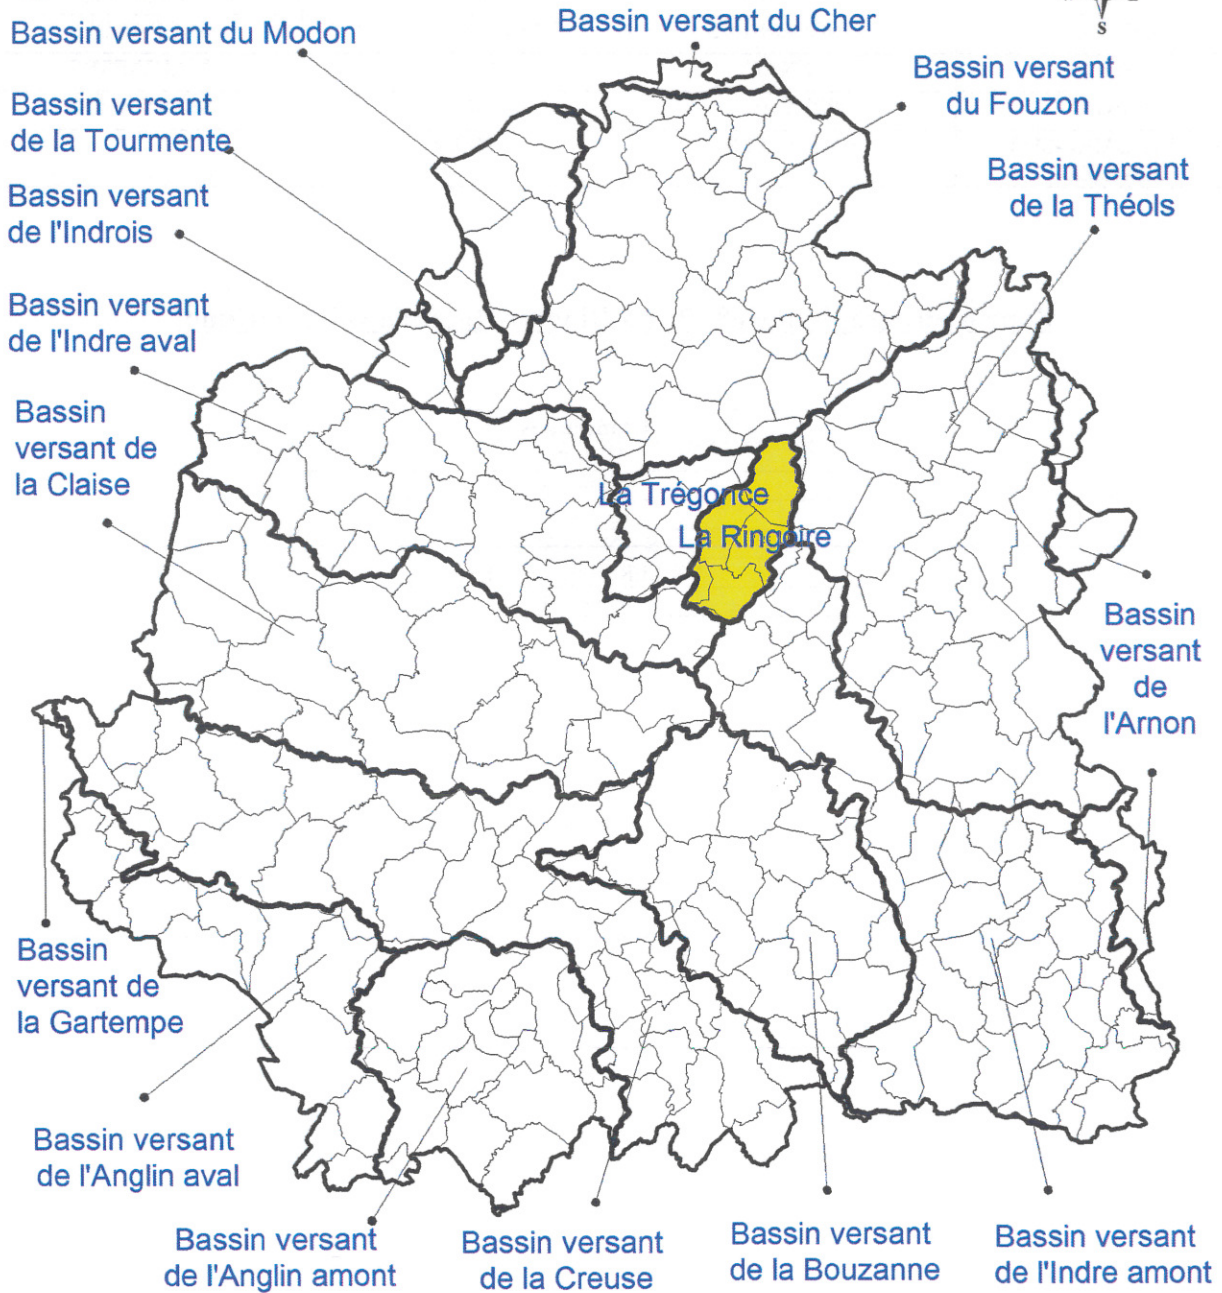 Bassin versant du Modon
Bassin versant du Cher
S
Bassin versant
du Fouzon
Bassin versant
de la Tourmente
Bassin versant
de la Théols
Bassin versant
de l'Indrois
Bassin versant
de l'Indre aval
Bassin
versant de
la Claise
La Trégonce
La Ringoire
Bassin
versant
de
l'Arnon
Bassin
versant de
la Gartempe
Bassin versant
de l'Anglin aval
Bassin versant
de l'Anglin amont
Bassin versant
de la Creuse
Bassin versant
de la Bouzanne
Bassin versant
de l'Indre amont